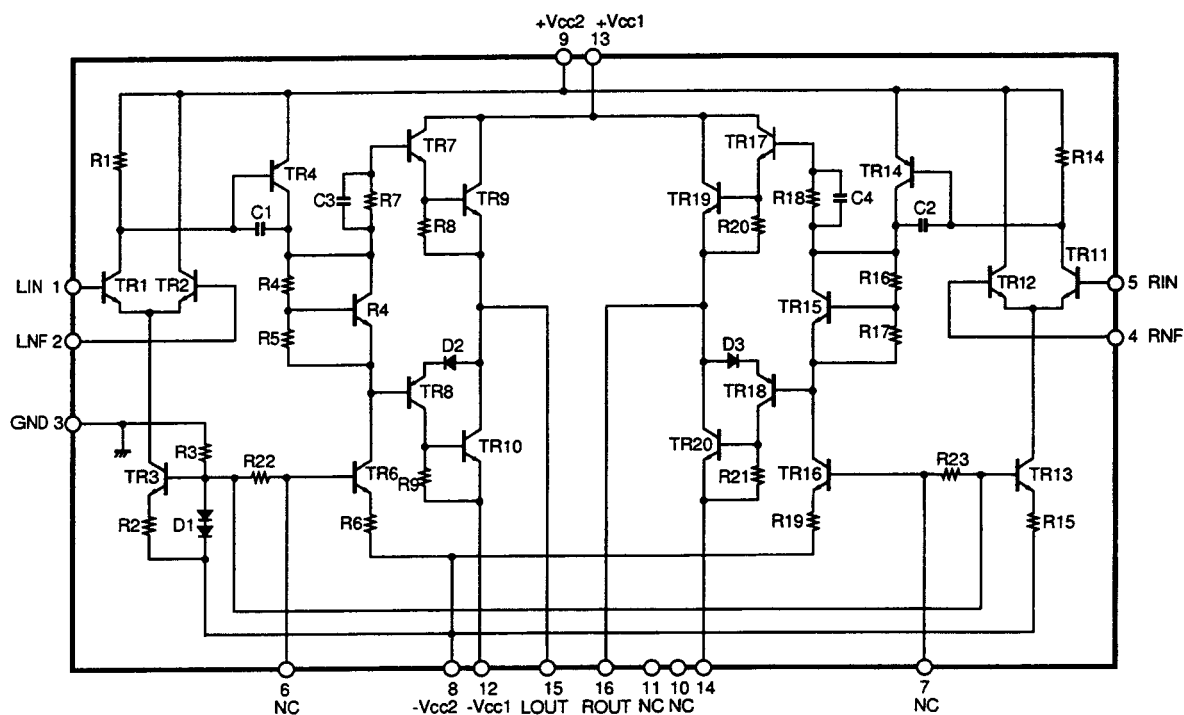 +Vcc2 +Vcc1
9 13
R1
TR4
TR7
TR17
TR14
R14
C3
R7
TR9
TR19
R18
C4
C1
R8
R20
C2
LIN 1
TR1
TR2
R4
R16
TR12
TR11
5 RIN
R4
TR15
LNF 2
R5
D2
D3
R17
4 RNF
TR8
TR18
GND 3
R3
R22
TR10
TR20
R23
TR3
TR6
R9
R21
TR16
TR13
R2
D1
R6
R19
R15
6 8 12 15 16 11 10 14 7
NC -Vcc2 -Vcc1 LOUT ROUT NC NC NC